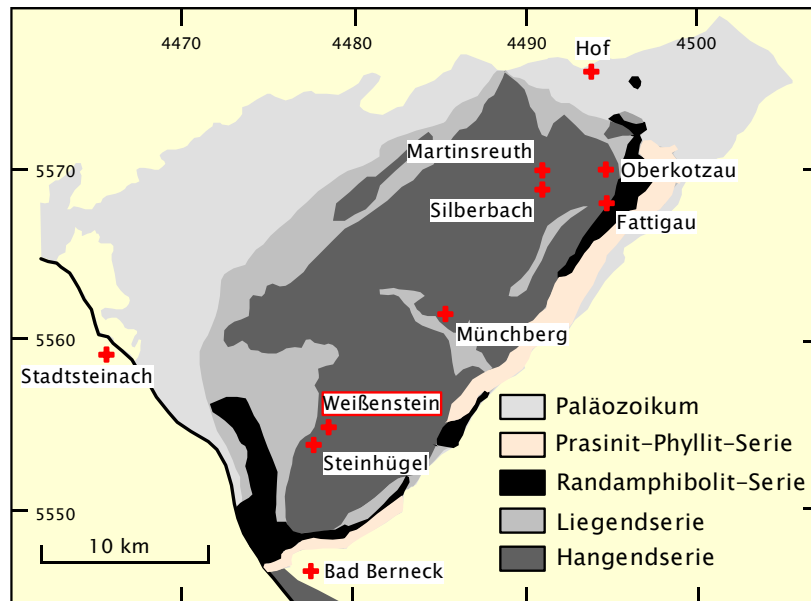 4470
4480
4490
4500
Hof
Martinsreuth
5570
Oberkotzau
Silberbach
Fattigau
5560
Münchberg
Stadtsteinach
Weißenstein
Paläozoikum
Steinhügel
Prasinit-Phyllit-Serie
Randamphibolit-Serie
5550
Liegendserie
10 km
Hangendserie
Bad Berneck